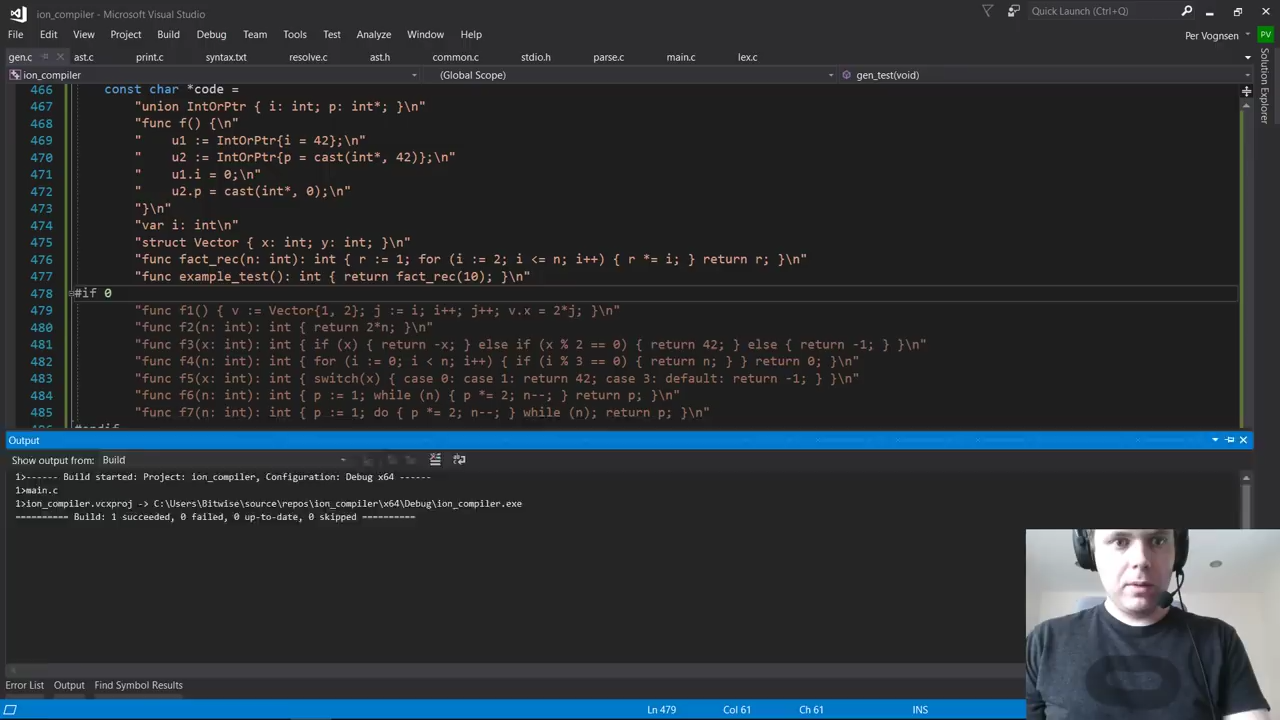 ion_compiler - Microsoft Visual Studio
Quick Launch (Ctrl+Q)
File Edit View Project Build Debug Team Tools Test Analyze Window Help
Per Vognsen PV
gen.c ast.c print.c syntax.txt resolve.c ast.h common.c stdio.h parse.c main.c lex.c
ion_compiler (Global Scope) gen_test(void)
Solution Explorer
466 const char *code =
467 "union IntOrPtr { i: int; p: int*; }\n"
468 "func f() {\n"
469 " u1 := IntOrPtr{i = 42};\n"
470 " u2 := IntOrPtr{p = cast(int*, 42)};\n"
471 " u1.i = 0;\n"
472 " u2.p = cast(int*, 0);\n"
473 "}\n"
474 "var i: int\n"
475 "struct Vector { x: int; y: int; }\n"
476 "func fact_rec(n: int): int { r := 1; for (i := 2; i <= n; i++) { r *= i; } return r; }\n"
477 "func example_test(): int { return fact_rec(10); }\n"
478 #if 0
479 "func f1() { v := Vector{1, 2}; j := i; i++; j++; v.x = 2*j; }\n"
480 "func f2(n: int): int { return 2*n; }\n"
481 "func f3(x: int): int { if (x) { return -x; } else if (x % 2 == 0) { return 42; } else { return -1; } }\n"
482 "func f4(n: int): int { for (i := 0; i < n; i++) { if (i % 3 == 0) { return n; } } return 0; }\n"
483 "func f5(x: int): int { switch(x) { case 0: case 1: return 42; case 3: default: return -1; } }\n"
484 "func f6(n: int): int { p := 1; while (n) { p *= 2; n--; } return p; }\n"
485 "func f7(n: int): int { p := 1; do { p *= 2; n--; } while (n); return p; }\n"
486 #endif
Output
Show output from: Build
1>------ Build started: Project: ion_compiler, Configuration: Debug x64 ------
1>main.c
1>ion_compiler.vcxproj -> C:\Users\Bitwise\source\repos\ion_compiler\x64\Debug\ion_compiler.exe
========== Build: 1 succeeded, 0 failed, 0 up-to-date, 0 skipped ==========
Error List Output Find Symbol Results
Ln 479 Col 61 Ch 61 INS